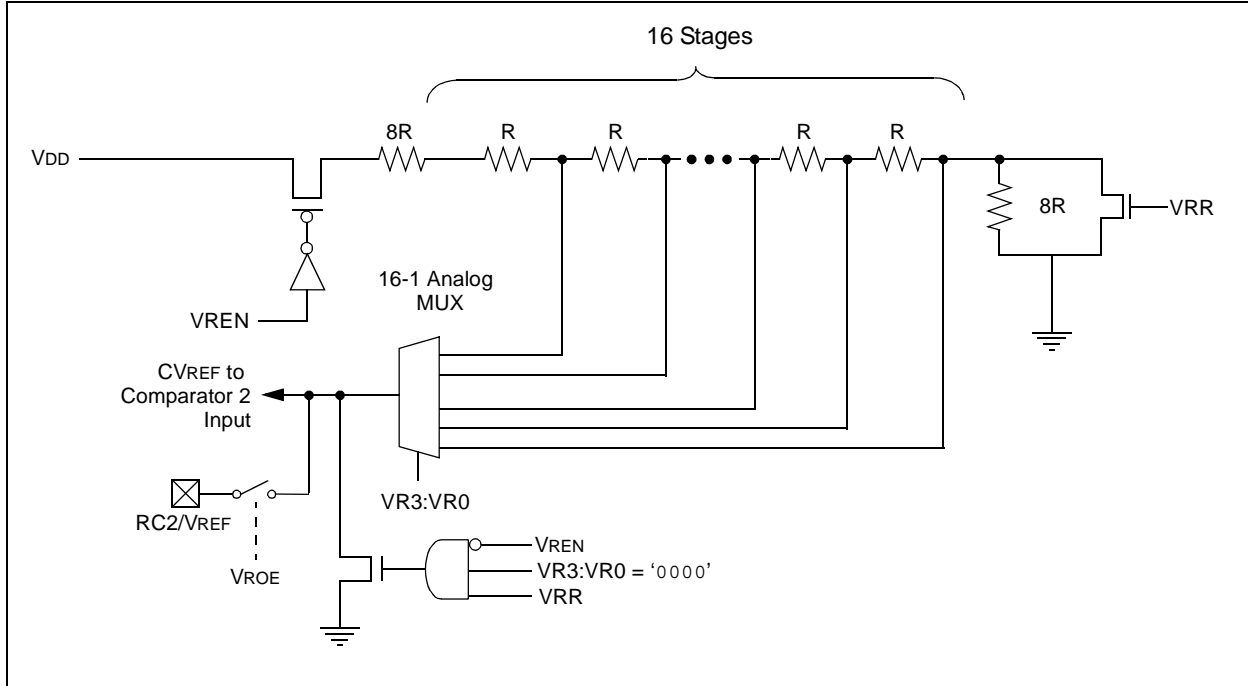 16 Stages
8R
R
R
R
R
VDD
8R
VRR
16-1 Analog
MUX
VREN
CVREF to
Comparator 2
Input
VR3:VR0
RC2/VREF
VROE
VREN
VR3:VR0 = ‘0000’
VRR